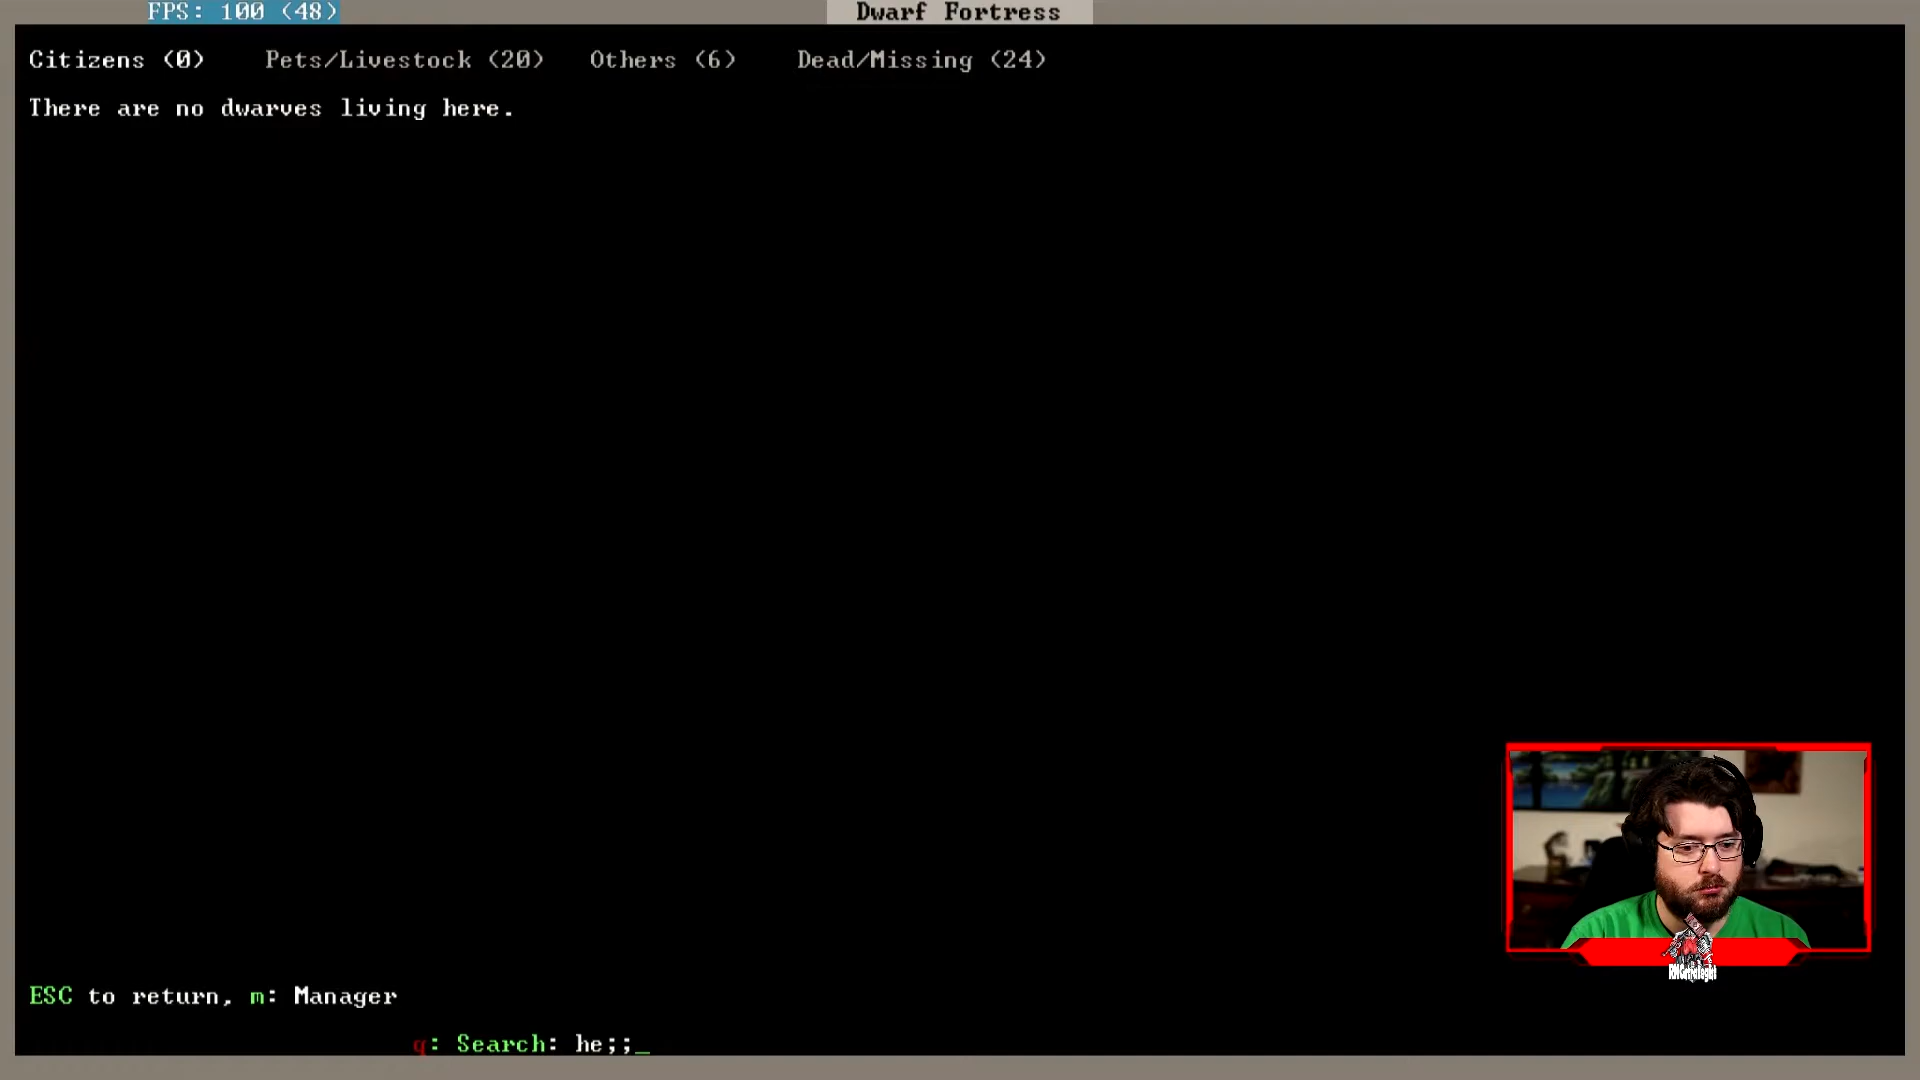 FPS: 100 (48)
Dwarf Fortress
Citizens (0) Pets/Livestock (20) Others (6) Dead/Missing (24)
There are no dwarves living here.
ESC to return, m: Manager
q: Search: he;;_